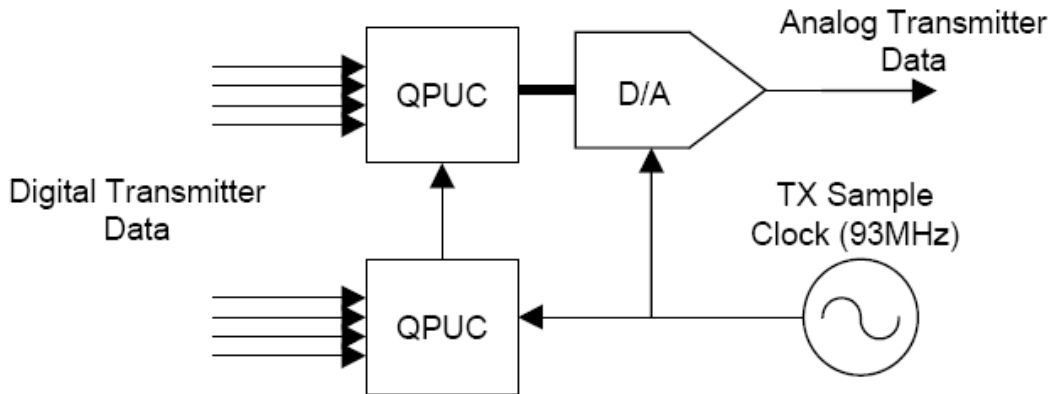 Analog Transmitter
Data
QPUC
D/A
Digital Transmitter
Data
TX Sample
Clock (93MHz)
QPUC